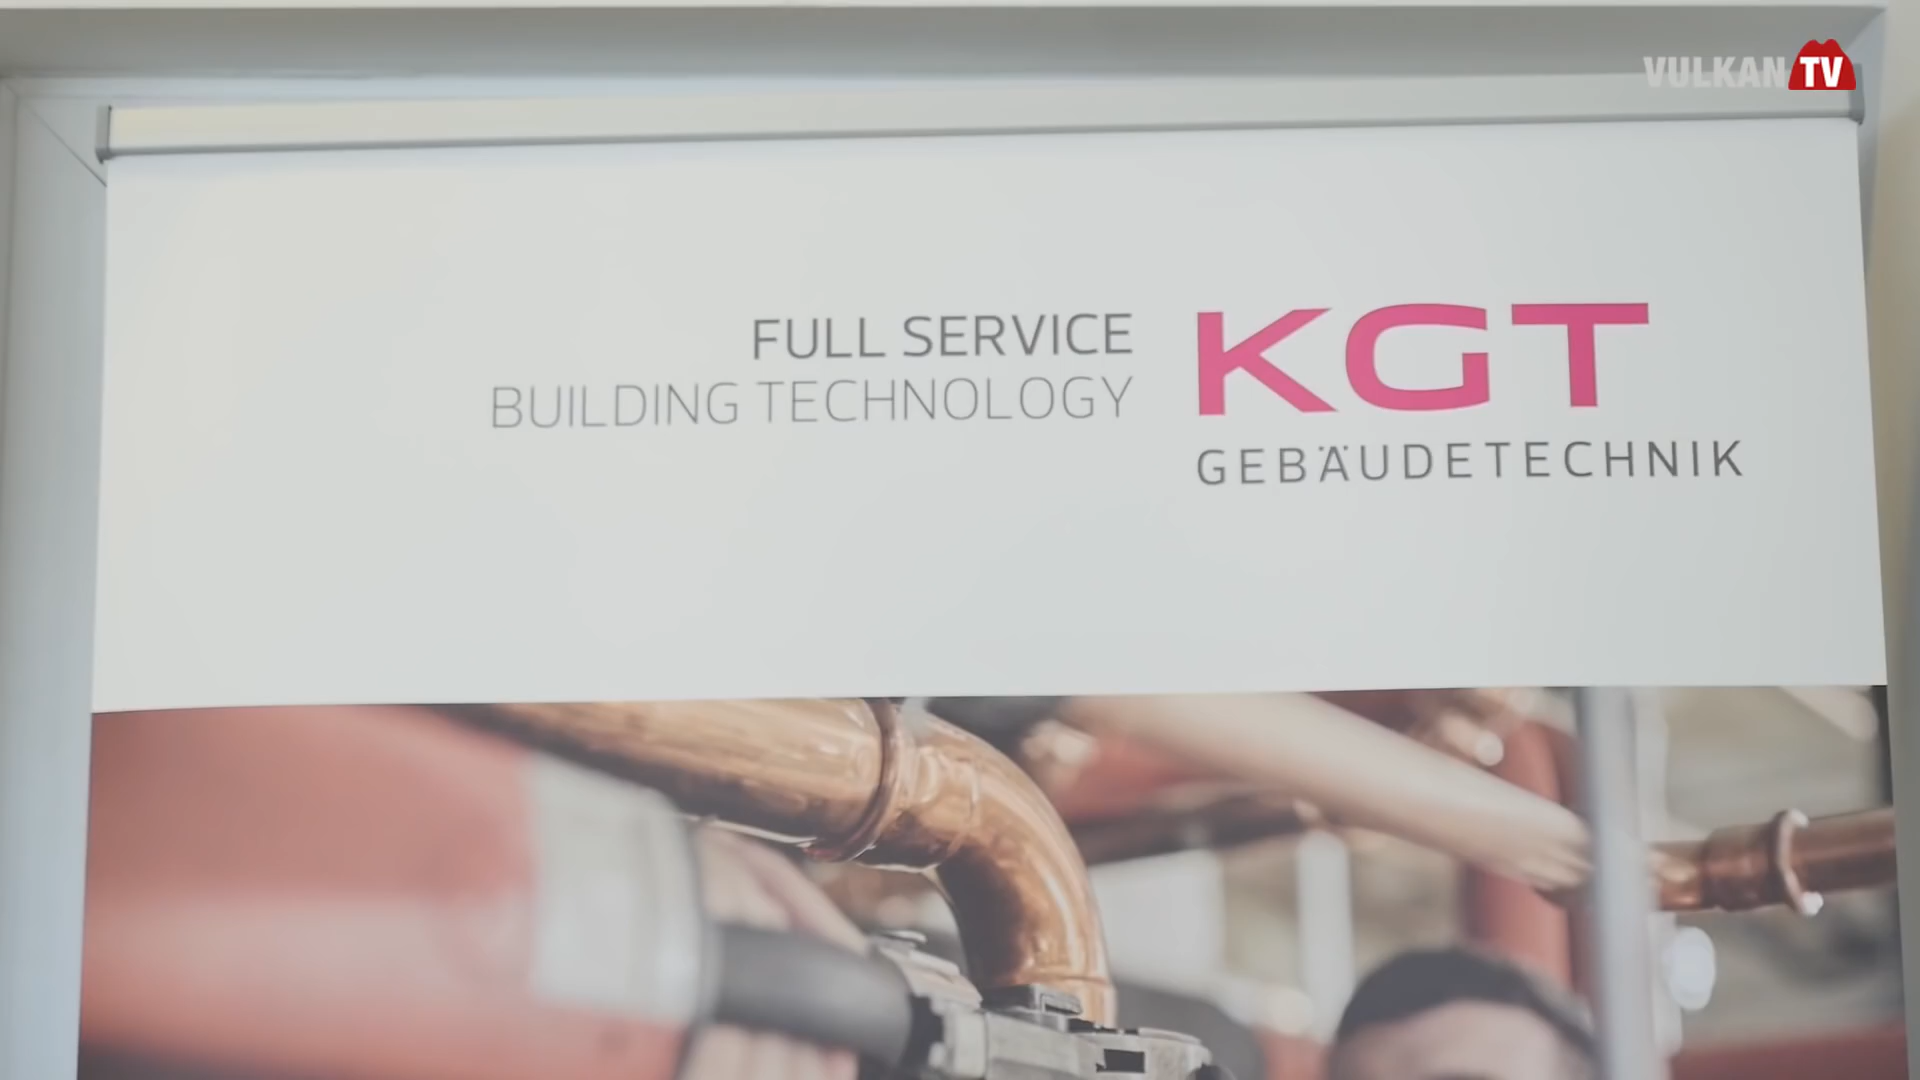 VULKAN TV
FULL SERVICE
BUILDING TECHNOLOGY
KGT
GEBÄUDETECHNIK